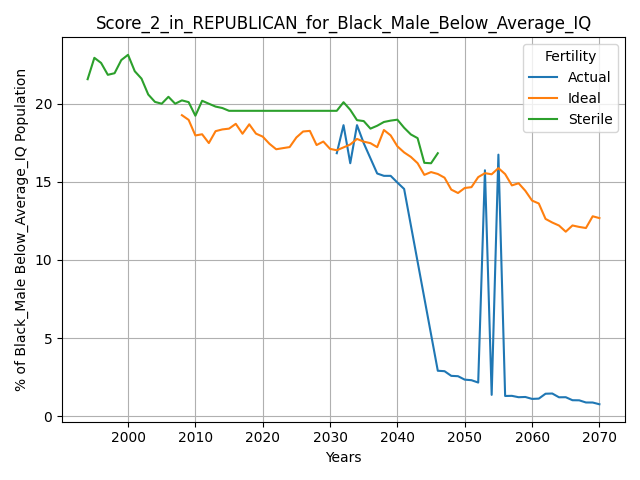 Score_2_in_REPUBLICAN_for_Black_Male_Below_Average_IQ
% of Black_Male Below_Average_IQ Population
20
15
10
5
0
Fertility
Actual
Ideal
Sterile
2000 2010 2020 2030 2040 2050 2060 2070
Years